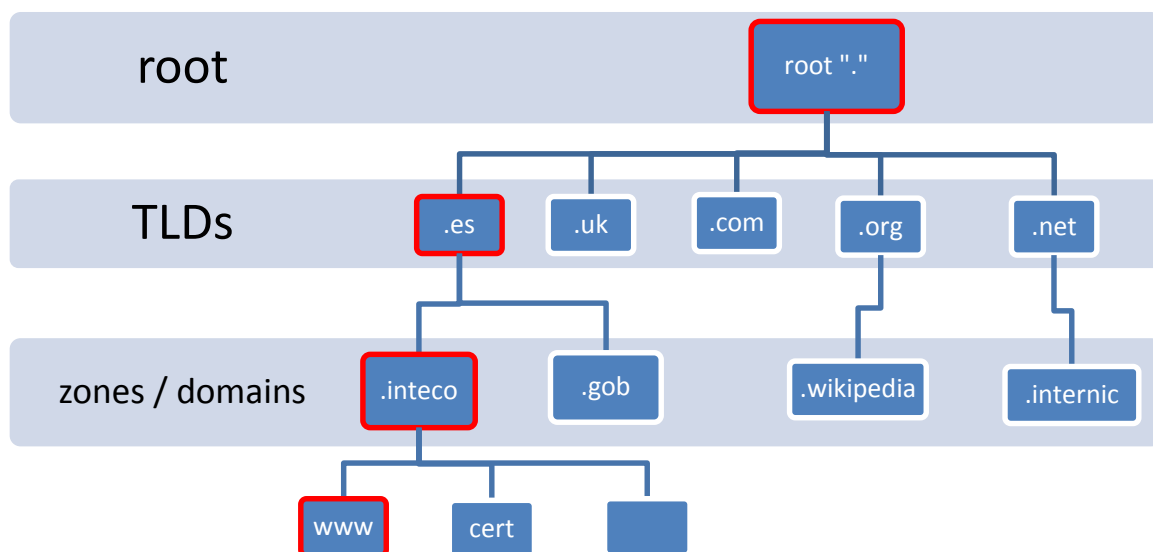 root
root "."
TLDs
.es
.uk
.com
.org
.net
zones / domains
.inteco
.gob
.wikipedia
.internic
www
cert